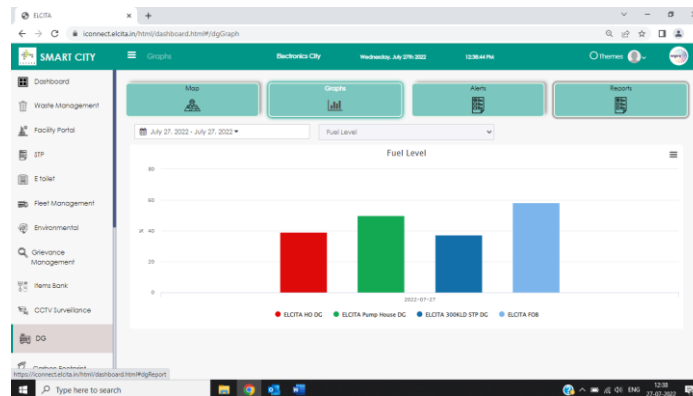 ELCITA
iconnect.elcita.in/html/dashboard.html#/dgGraph
SMART CITY
Graphs
Electronics City
Wednesday, July 27th 2022
12:38:44 PM
themes
Dashboard
Waste Management
Facility Portal
STP
E toilet
Fleet Management
Environmental
Grievance
Management
Items Bank
CCTV Surveillance
DG
Carbon Footprint
Map
Graphs
Alerts
Reports
July 27, 2022 - July 27, 2022
Fuel Level
Fuel Level
80
60
40
20
0
%
2022-07-27
ELCITA HO DG
ELCITA Pump House DG
ELCITA 300KLD STP DG
ELCITA FOB
https://iconnect.elcita.in/html/dashboard.html#dgReport
Type here to search
ENG
12:38
27-07-2022